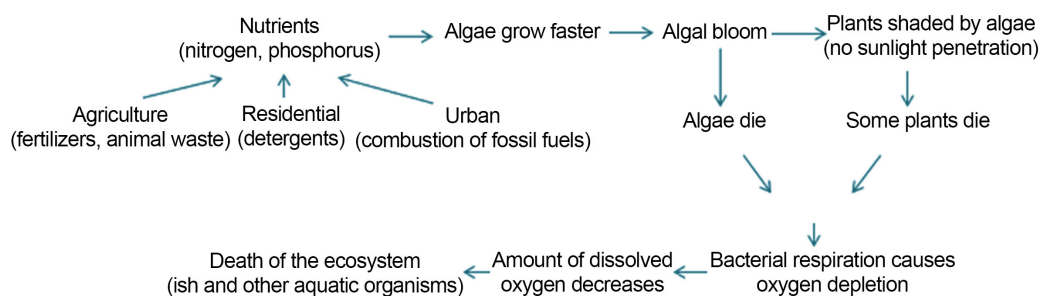 Nutrients
(nitrogen, phosphorus)
Algae grow faster
Algal bloom
Plants shaded by algae
(no sunlight penetration)
Agriculture
(fertilizers, animal waste)
Residential
(detergents)
Urban
(combustion of fossil fuels)
Algae die
Some plants die
Bacterial respiration causes
oxygen depletion
Amount of dissolved
oxygen decreases
Death of the ecosystem
(ish and other aquatic organisms)